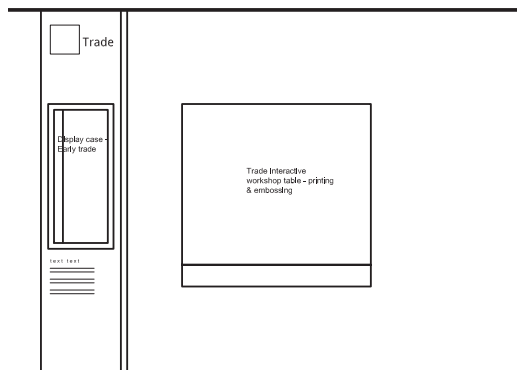 Trade
Display case -
Early trade
text text
Trade Interactive
workshop table - printing
& embossing